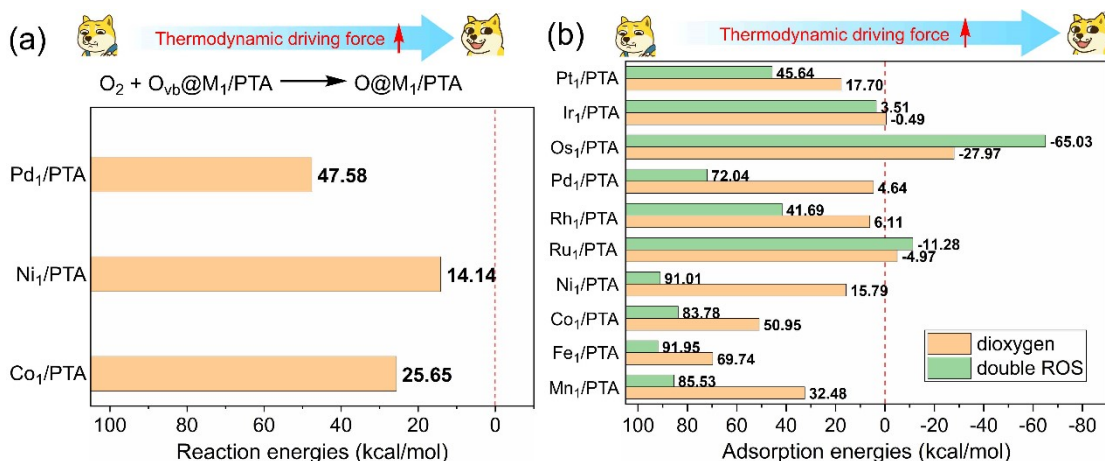 (a)
Thermodynamic driving force
O₂ + Oᵥb@M₁/PTA → O@M₁/PTA
Pd₁/PTA
47.58
Ni₁/PTA
14.14
Co₁/PTA
25.65
100 80 60 40 20 0
Reaction energies (kcal/mol)
(b)
Thermodynamic driving force
Pt₁/PTA
45.64
17.70
Ir₁/PTA
3.51
-0.49
Os₁/PTA
-65.03
-27.97
Pd₁/PTA
72.04
4.64
Rh₁/PTA
41.69
6.11
Ru₁/PTA
-11.28
-4.97
Ni₁/PTA
91.01
15.79
Co₁/PTA
83.78
50.95
Fe₁/PTA
91.95
69.74
Mn₁/PTA
85.53
32.48
dioxygen
double ROS
100 80 60 40 20 0 -20 -40 -60 -80
Adsorption energies (kcal/mol)